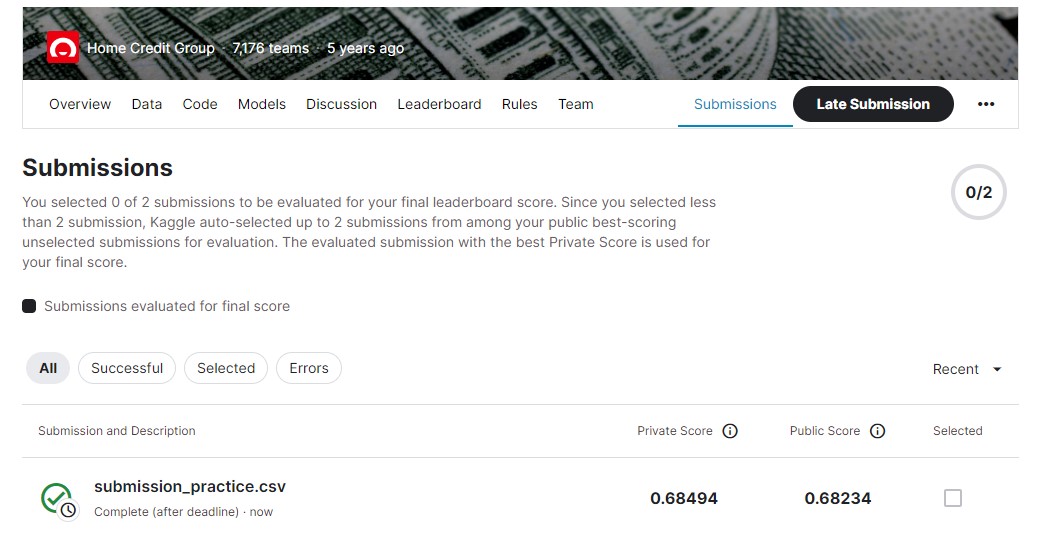 Home Credit Group · 7,176 teams · 5 years ago
Overview Data Code Models Discussion Leaderboard Rules Team Submissions Late Submission
Submissions
0/2
You selected 0 of 2 submissions to be evaluated for your final leaderboard score. Since you selected less
than 2 submission, Kaggle auto-selected up to 2 submissions from among your public best-scoring
unselected submissions for evaluation. The evaluated submission with the best Private Score is used for
your final score.
Submissions evaluated for final score
All Successful Selected Errors Recent
Submission and Description Private Score Public Score Selected
submission_practice.csv 0.68494 0.68234
Complete (after deadline) · now